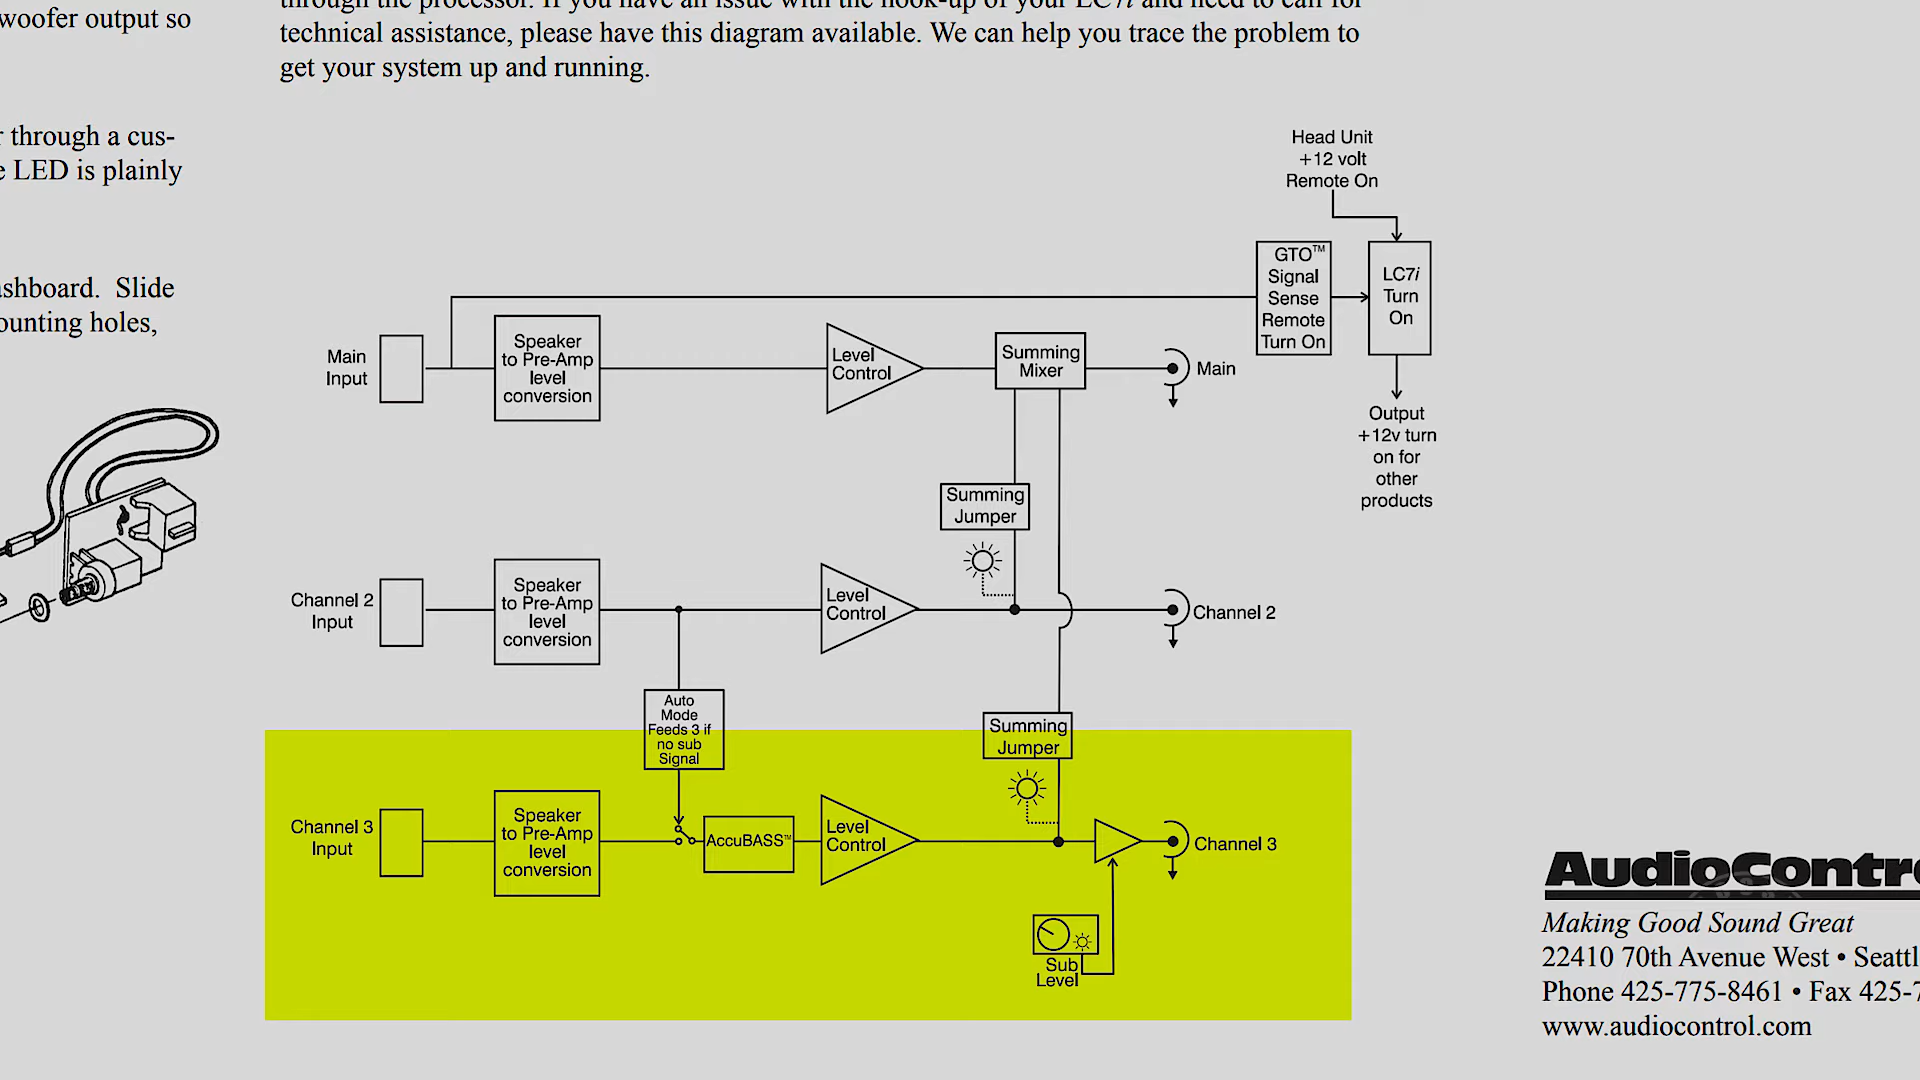 woofer output so
technical assistance, please have this diagram available. We can help you trace the problem to
get your system up and running.
through a cus-
LED is plainly
ashboard. Slide
ounting holes,
Head Unit
+12 volt
Remote On
GTO™
Signal
Sense
Remote
Turn On
LC7i
Turn
On
Output
+12v turn
on for
other
products
Main
Input
Speaker
to Pre-Amp
level
conversion
Level
Control
Summing
Mixer
Main
Summing
Jumper
Channel 2
Input
Speaker
to Pre-Amp
level
conversion
Level
Control
Channel 2
Auto
Mode
Feeds 3 if
no sub
Signal
Summing
Jumper
Channel 3
Input
Speaker
to Pre-Amp
level
conversion
AccuBASS™
Level
Control
Channel 3
Sub
Level
AudioContro
Making Good Sound Great
22410 70th Avenue West • Seattl
Phone 425-775-8461 • Fax 425-7
www.audiocontrol.com